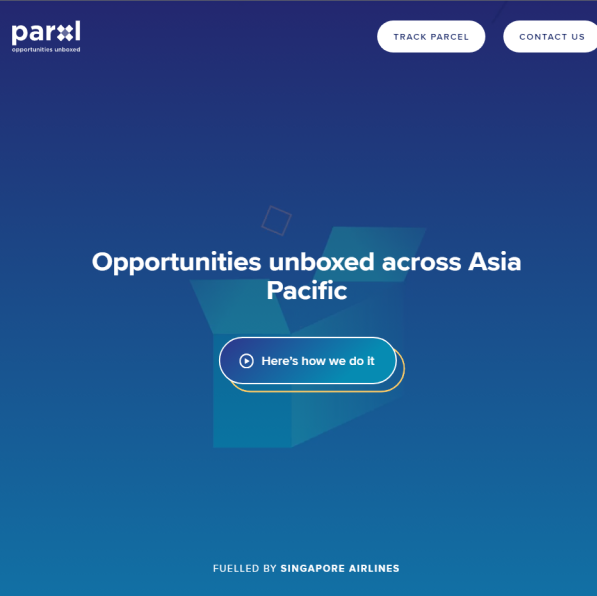 parxl
opportunities unboxed
TRACK PARCEL
CONTACT US
Opportunities unboxed across Asia
Pacific
Here's how we do it
FUELLED BY SINGAPORE AIRLINES